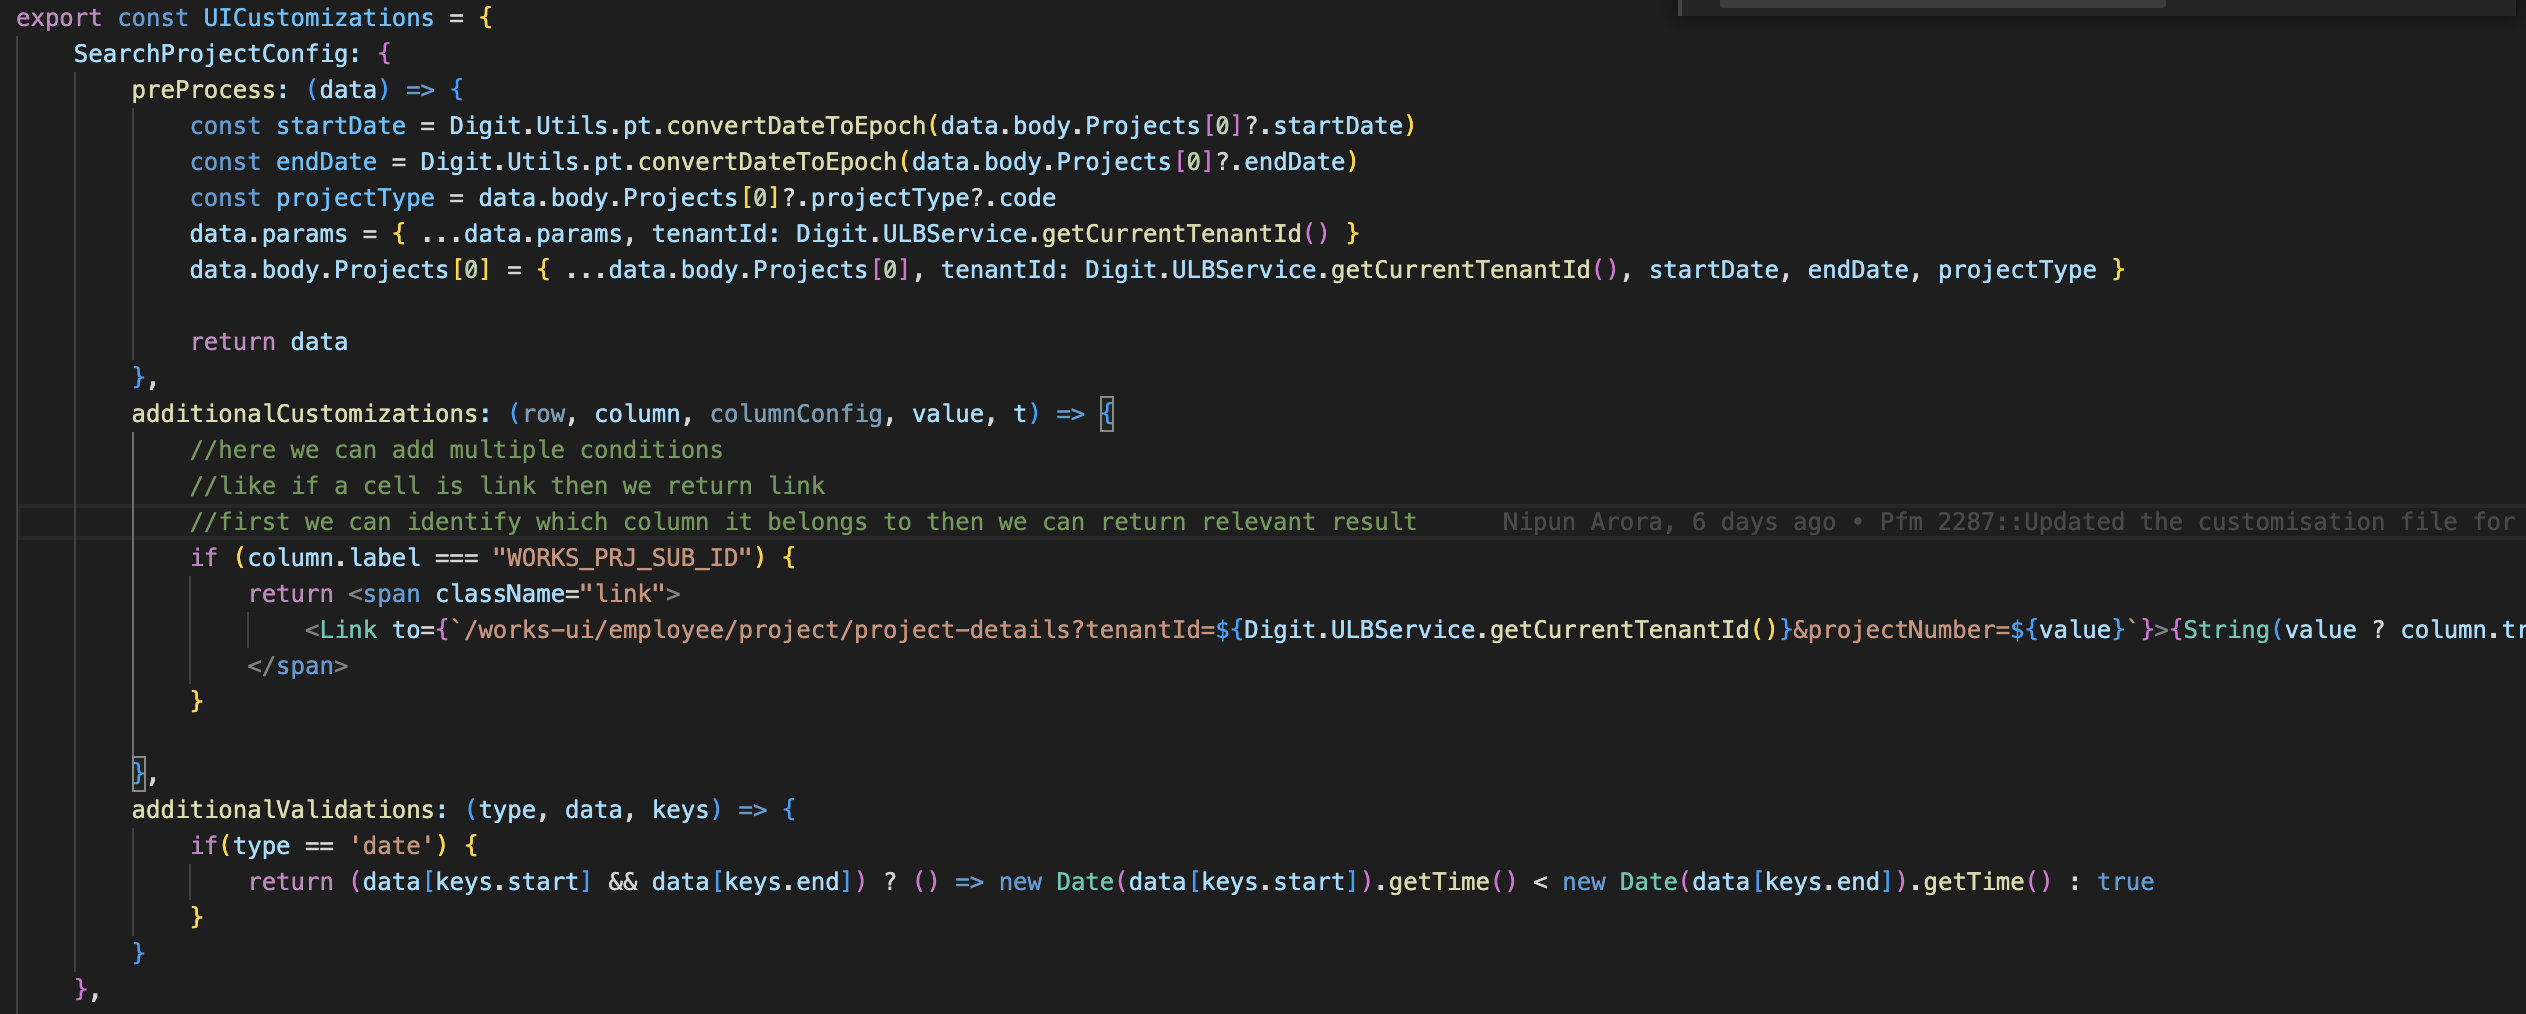 export const UICustomizations = {
SearchProjectConfig: {
preProcess: (data) => {
const startDate = Digit.Utils.pt.convertDateToEpoch(data.body.Projects[0]?.startDate)
const endDate = Digit.Utils.pt.convertDateToEpoch(data.body.Projects[0]?.endDate)
const projectType = data.body.Projects[0]?.projectType?.code
data.params = { ...data.params, tenantId: Digit.ULBService.getCurrentTenantId() }
data.body.Projects[0] = { ...data.body.Projects[0], tenantId: Digit.ULBService.getCurrentTenantId(), startDate, endDate, projectType }
return data
},
additionalCustomizations: (row, column, columnConfig, value, t) => {
//here we can add multiple conditions
//like if a cell is link then we return link
//first we can identify which column it belongs to then we can return relevant result Nipun Arora, 6 days ago • Pfm 2287::Updated the customisation file for
if (column.label === "WORKS_PRJ_SUB_ID") {
return <span className="link">
<Link to={`/works-ui/employee/project/project-details?tenantId=${Digit.ULBService.getCurrentTenantId()}&projectNumber=${value}`}>{String(value ? column.tr
</span>
}
},
additionalValidations: (type, data, keys) => {
if(type == 'date') {
return (data[keys.start] && data[keys.end]) ? () => new Date(data[keys.start]).getTime() < new Date(data[keys.end]).getTime() : true
}
}
},